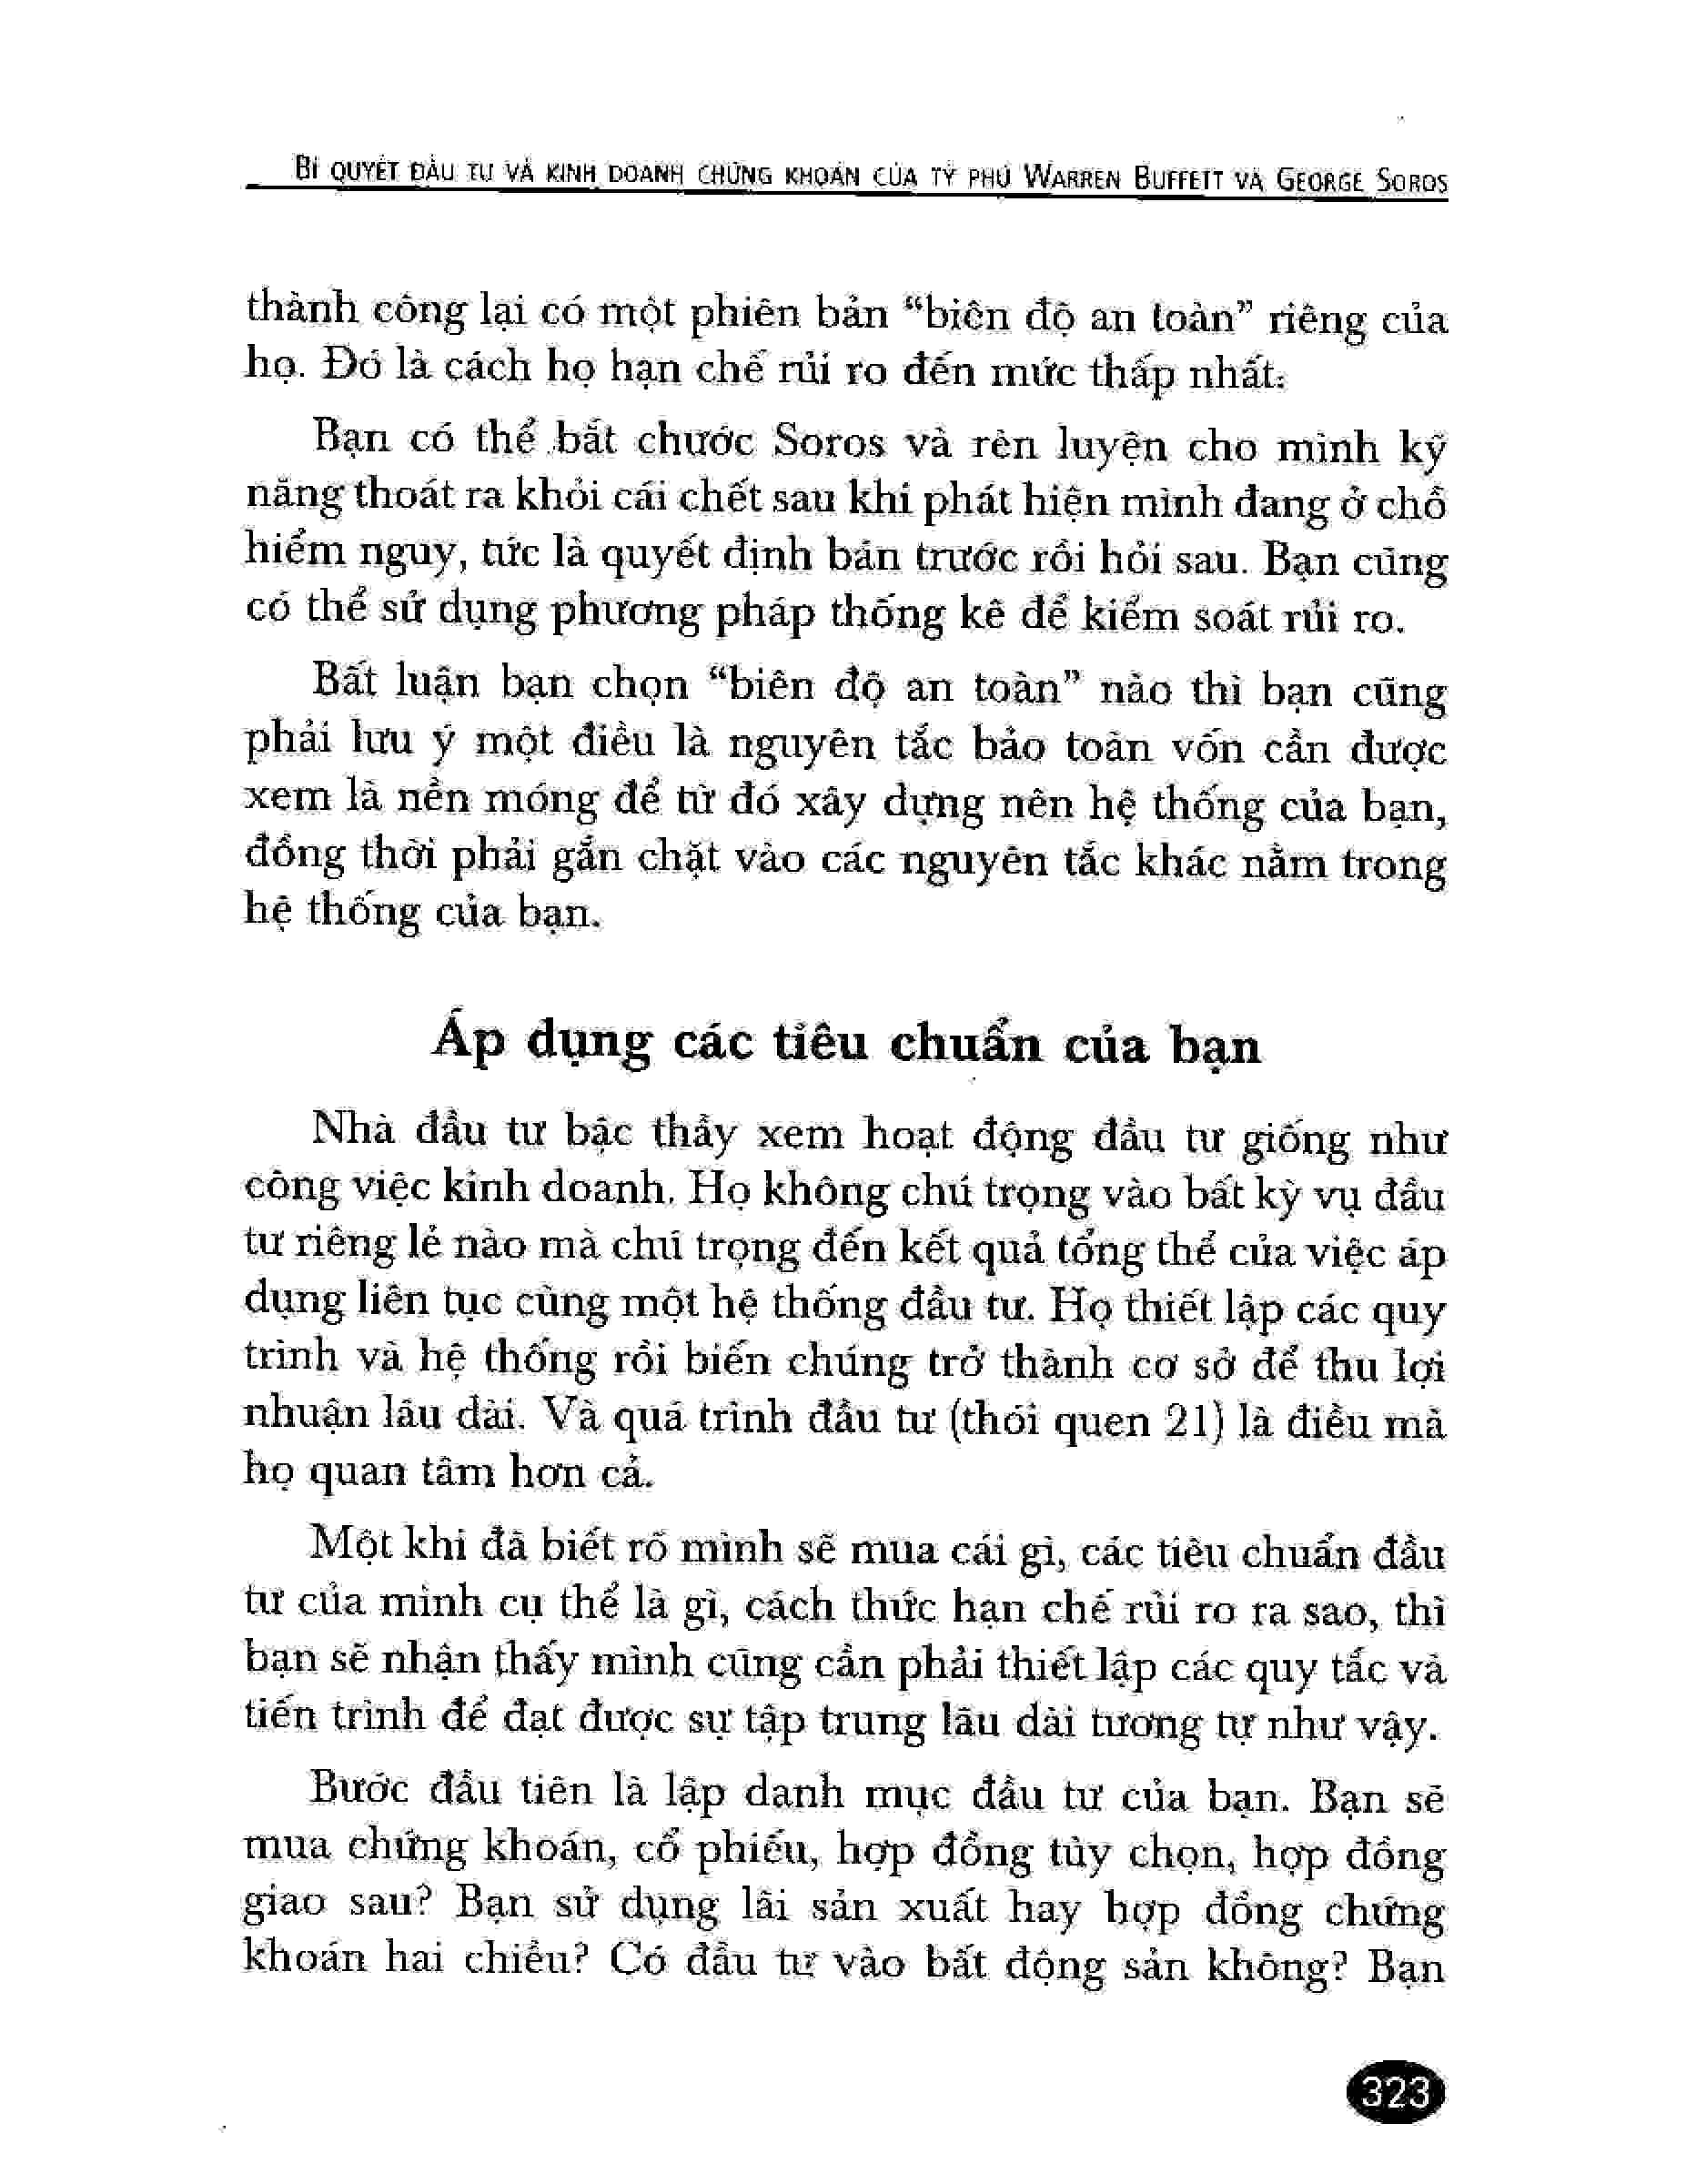 BÍ QUYẾT ĐẦU TƯ VÀ KINH DOANH CHỨNG KHOÁN CỦA TỶ PHÚ WARREN BUFFETT VÀ GEORGE SOROS
thành công lại có một phiên bản “biên độ an toàn” riêng của
họ. Đó là cách họ hạn chế rủi ro đến mức thấp nhất.
Bạn có thể bắt chước Soros và rèn luyện cho mình kỹ
năng thoát ra khỏi cái chết sau khi phát hiện mình đang ở chỗ
hiểm nguy, tức là quyết định bán trước rồi hỏi sau. Bạn cũng
có thể sử dụng phương pháp thống kê để kiểm soát rủi ro.
Bất luận bạn chọn “biên độ an toàn” nào thì bạn cũng
phải lưu ý một điều là nguyên tắc bảo toàn vốn cần được
xem là nền móng để từ đó xây dựng nên hệ thống của bạn,
đồng thời phải gắn chặt vào các nguyên tắc khác nằm trong
hệ thống của bạn.
Áp dụng các tiêu chuẩn của bạn
Nhà đầu tư bậc thầy xem hoạt động đầu tư giống như
công việc kinh doanh. Họ không chú trọng vào bất kỳ vụ đầu
tư riêng lẻ nào mà chú trọng đến kết quả tổng thể của việc áp
dụng liên tục cùng một hệ thống đầu tư. Họ thiết lập các quy
trình và hệ thống rồi biến chúng trở thành cơ sở để thu lợi
nhuận lâu dài. Và quá trình đầu tư (thói quen 21) là điều mà
họ quan tâm hơn cả.
Một khi đã biết rõ mình sẽ mua cái gì, các tiêu chuẩn đầu
tư của mình cụ thể là gì, cách thức hạn chế rủi ro ra sao, thì
bạn sẽ nhận thấy mình cũng cần phải thiết lập các quy tắc và
tiến trình để đạt được sự tập trung lâu dài tương tự như vậy.
Bước đầu tiên là lập danh mục đầu tư của bạn. Bạn sẽ
mua chứng khoán, cổ phiếu, hợp đồng tùy chọn, hợp đồng
giao sau? Bạn sử dụng lãi sản xuất hay hợp đồng chứng
khoán hai chiều? Có đầu tư vào bất động sản không? Bạn
323